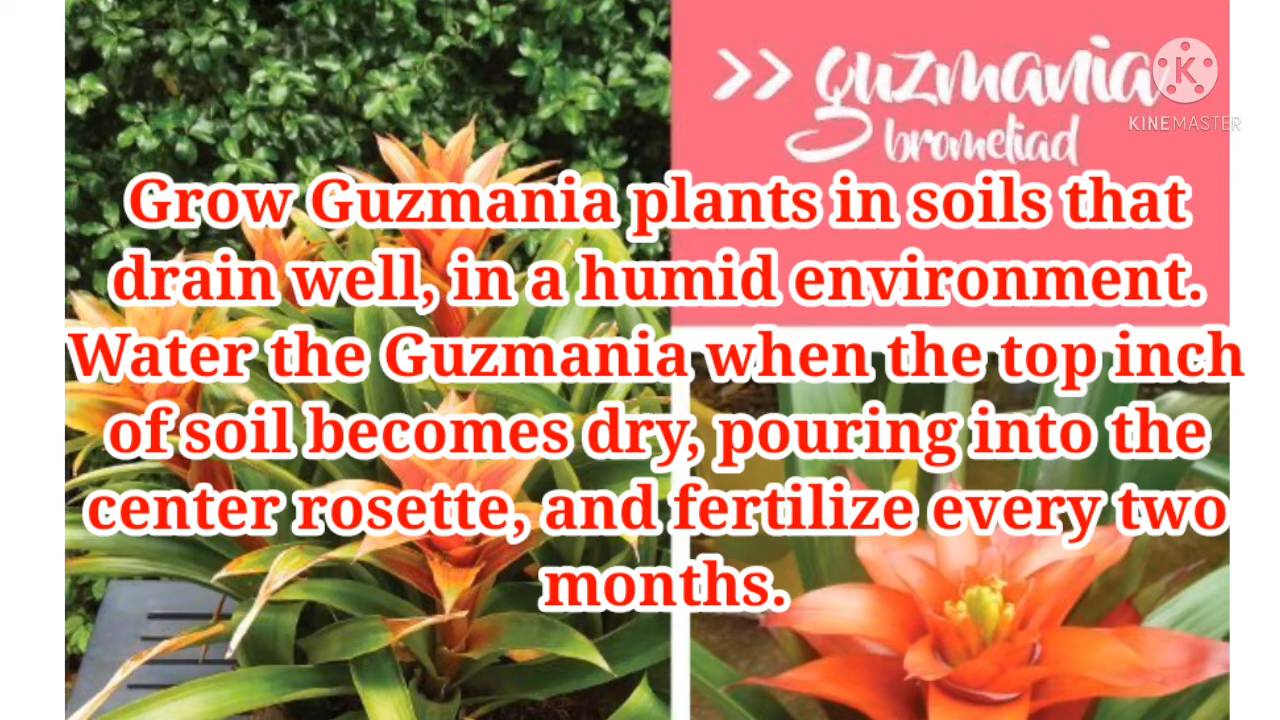 >> guzmania
bromeliad
K
KINEMASTER
Grow Guzmania plants in soils that
drain well, in a humid environment.
Water the Guzmania when the top inch
of soil becomes dry, pouring into the
center rosette, and fertilize every two
months.